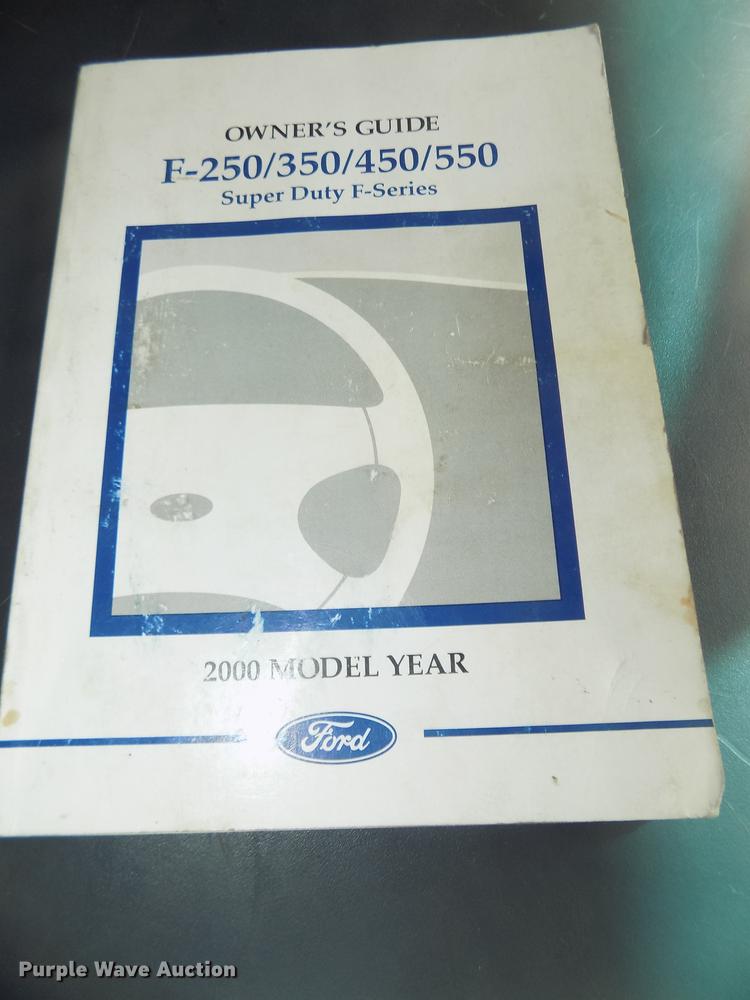 OWNER'S GUIDE
F-250/350/450/550
Super Duty F-Series
2000 MODEL YEAR
Ford
Purple Wave Auction